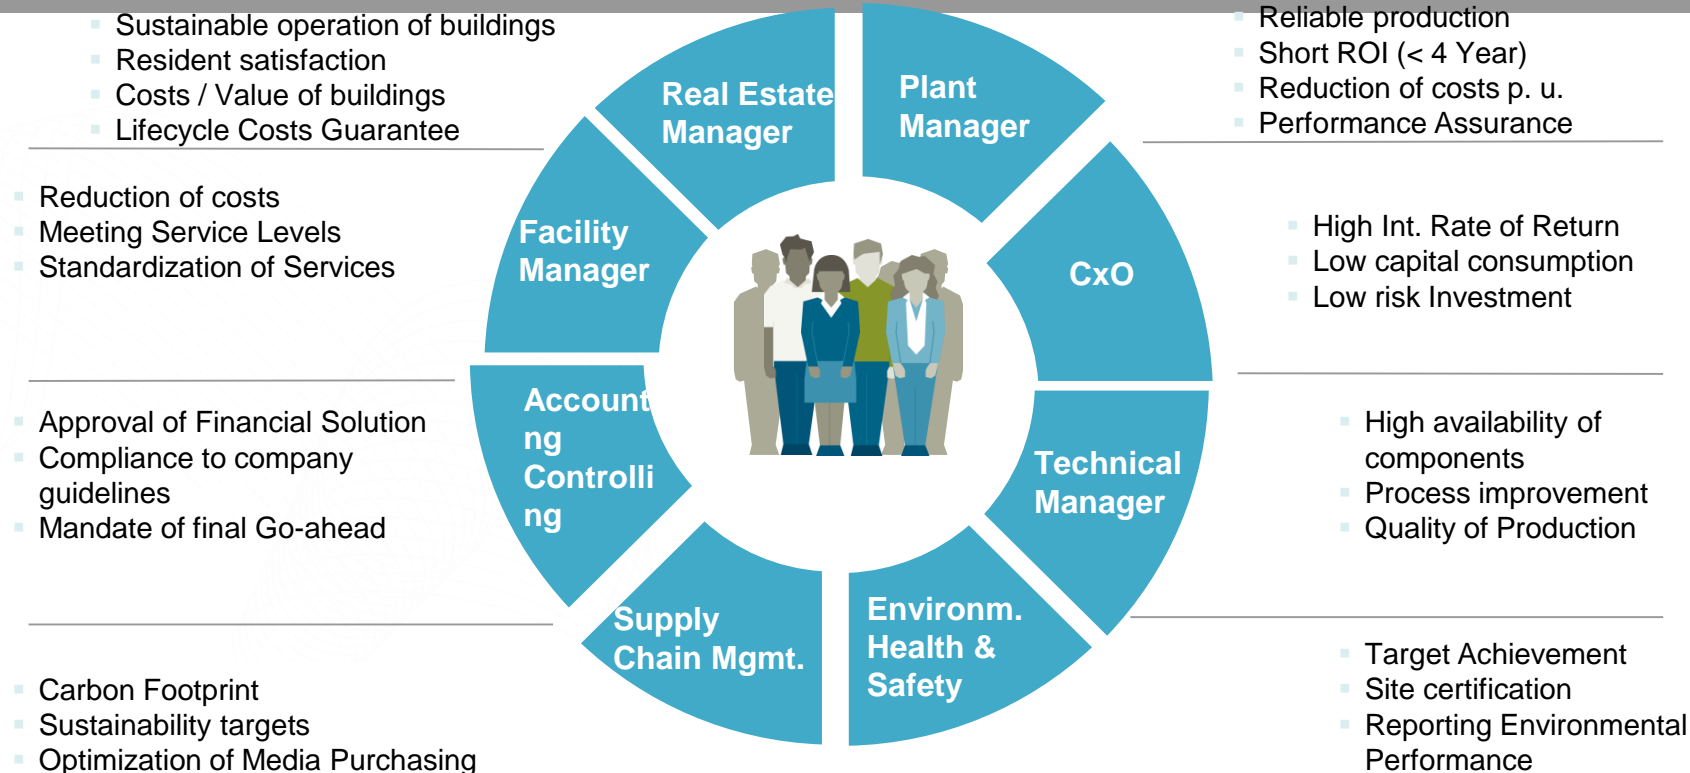 Sustainable operation of buildings
Resident satisfaction
Costs / Value of buildings
Lifecycle Costs Guarantee
Real Estate
Manager
Plant
Manager
Reliable production
Short ROI (< 4 Year)
Reduction of costs p. u.
Performance Assurance
Reduction of costs
Meeting Service Levels
Standardization of Services
Facility
Manager
CxO
High Int. Rate of Return
Low capital consumption
Low risk Investment
Approval of Financial Solution
Compliance to company
guidelines
Mandate of final Go-ahead
Account
ng
Controlli
ng
Technical
Manager
High availability of
components
Process improvement
Quality of Production
Carbon Footprint
Sustainability targets
Optimization of Media Purchasing
Supply
Chain Mgmt.
Environm.
Health &
Safety
Target Achievement
Site certification
Reporting Environmental
Performance